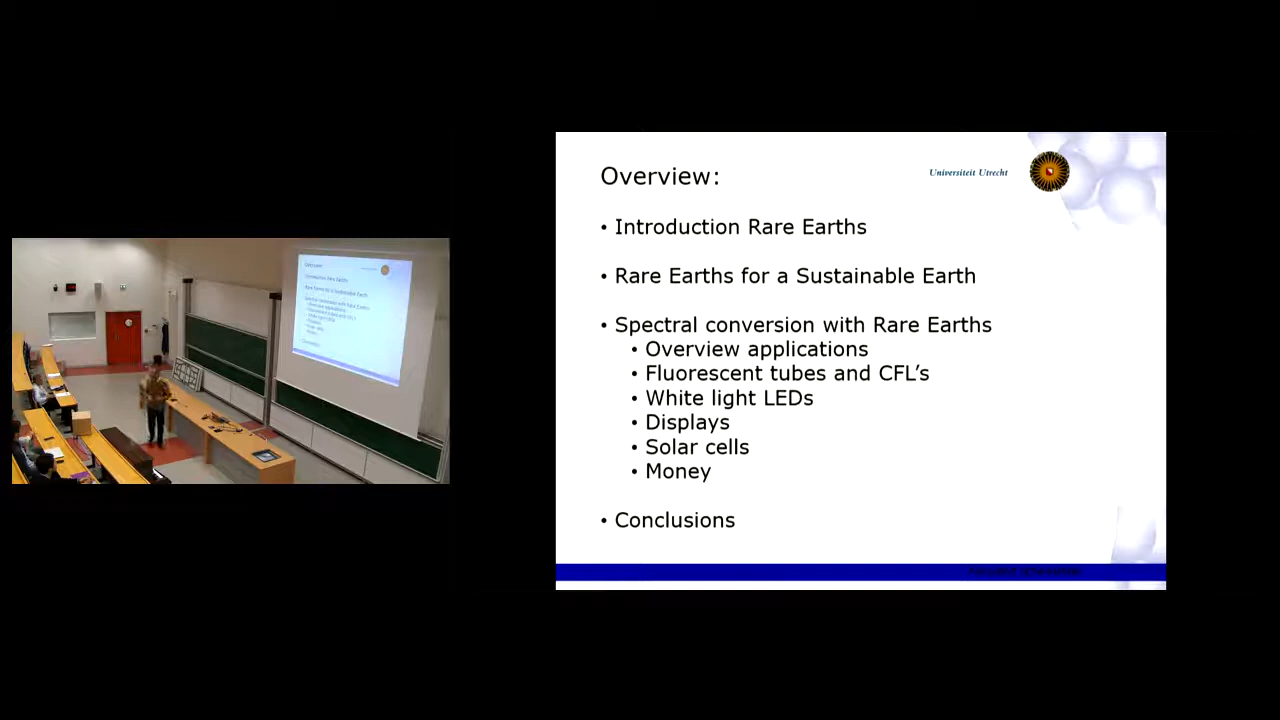 Overview:
Universiteit Utrecht
• Introduction Rare Earths
• Rare Earths for a Sustainable Earth
• Spectral conversion with Rare Earths
• Overview applications
• Fluorescent tubes and CFL’s
• White light LEDs
• Displays
• Solar cells
• Money
• Conclusions